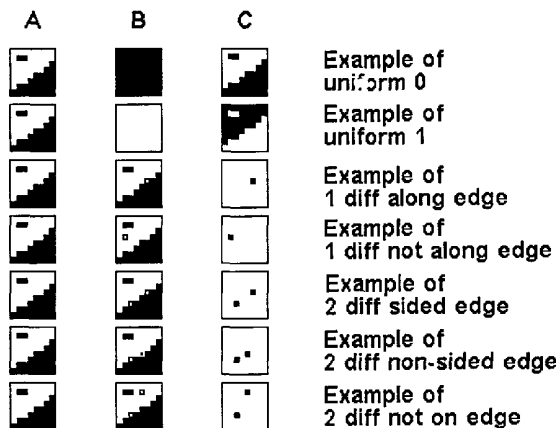 A B C
Example of
uniform 0
Example of
uniform 1
Example of
1 diff along edge
Example of
1 diff not along edge
Example of
2 diff sided edge
Example of
2 diff non-sided edge
Example of
2 diff not on edge